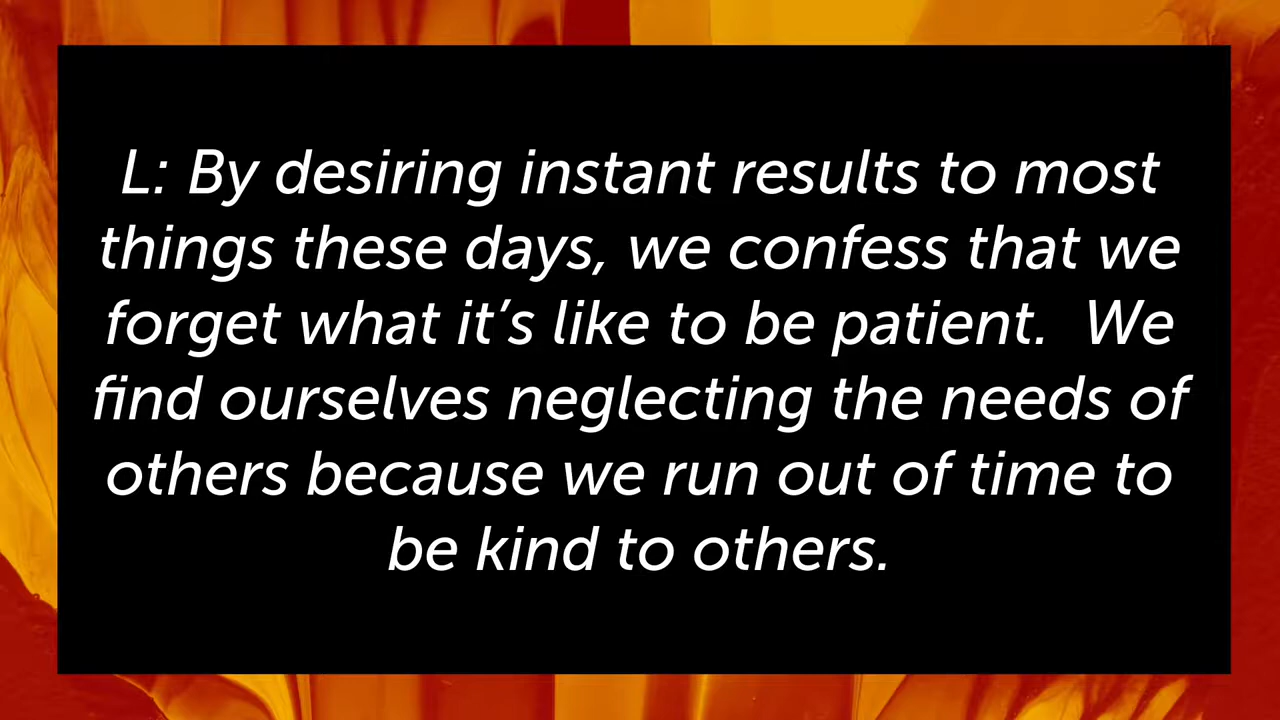 L: By desiring instant results to most
things these days, we confess that we
forget what it’s like to be patient.  We
find ourselves neglecting the needs of
others because we run out of time to
be kind to others.